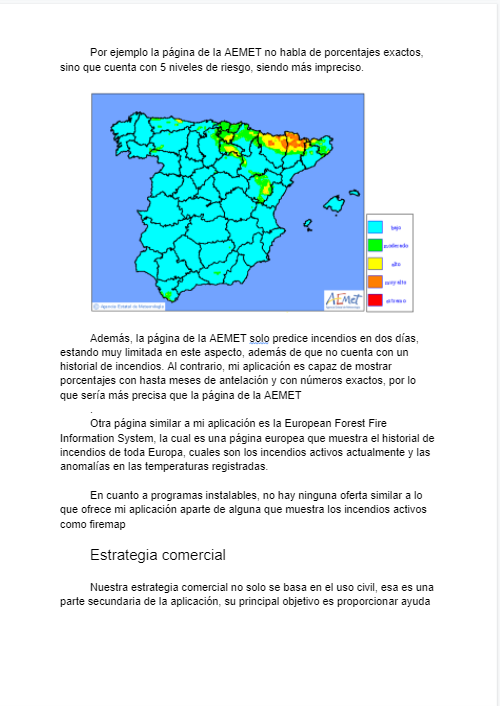 Por ejemplo la página de la AEMET no habla de porcentajes exactos,
sino que cuenta con 5 niveles de riesgo, siendo más impreciso.
bajo
moderado
alto
muy alto
extremo
© Agencia Estatal de Meteorología
AEMet
Además, la página de la AEMET solo predice incendios en dos días,
estando muy limitada en este aspecto, además de que no cuenta con un
historial de incendios. Al contrario, mi aplicación es capaz de mostrar
porcentajes con hasta meses de antelación y con números exactos, por lo
que sería más precisa que la página de la AEMET
.
Otra página similar a mi aplicación es la European Forest Fire
Information System, la cual es una página europea que muestra el historial de
incendios de toda Europa, cuales son los incendios activos actualmente y las
anomalías en las temperaturas registradas.
En cuanto a programas instalables, no hay ninguna oferta similar a lo
que ofrece mi aplicación aparte de alguna que muestra los incendios activos
como firemap
Estrategia comercial
Nuestra estrategia comercial no solo se basa en el uso civil, esa es una
parte secundaria de la aplicación, su principal objetivo es proporcionar ayuda